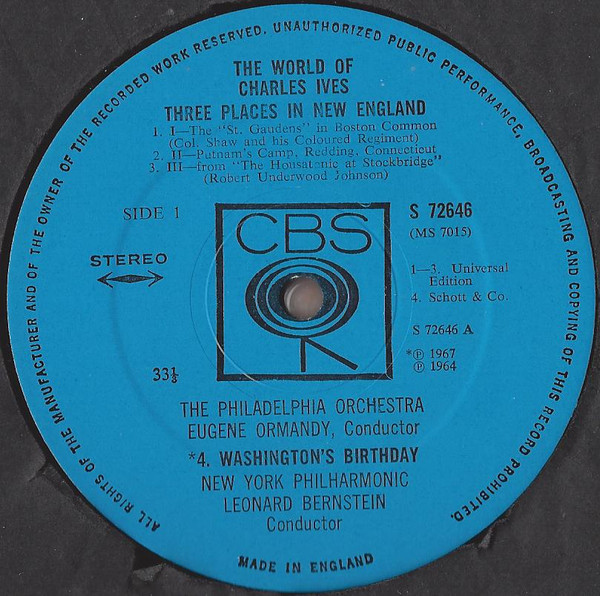 ALL RIGHTS OF THE MANUFACTURER AND OF THE OWNER OF THE RECORDED WORK RESERVED. UNAUTHORIZED PUBLIC PERFORMANCE, BROADCASTING AND COPYING OF THIS RECORD PROHIBITED.
THE WORLD OF
CHARLES IVES
THREE PLACES IN NEW ENGLAND
1. I—The "St. Gaudens" in Boston Common
(Col. Shaw and his Coloured Regiment)
2. II—Putnam's Camp, Redding, Connecticut
3. III—from "The Housatonic at Stockbridge"
(Robert Underwood Johnson)
SIDE 1
CBS
S 72646
(MS 7015)
STEREO
1—3. Universal
Edition
4. Schott & Co.
S 72646 A
33⅓
*℗ 1967
℗ 1964
THE PHILADELPHIA ORCHESTRA
EUGENE ORMANDY, Conductor
*4. WASHINGTON'S BIRTHDAY
NEW YORK PHILHARMONIC
LEONARD BERNSTEIN
Conductor
MADE IN ENGLAND